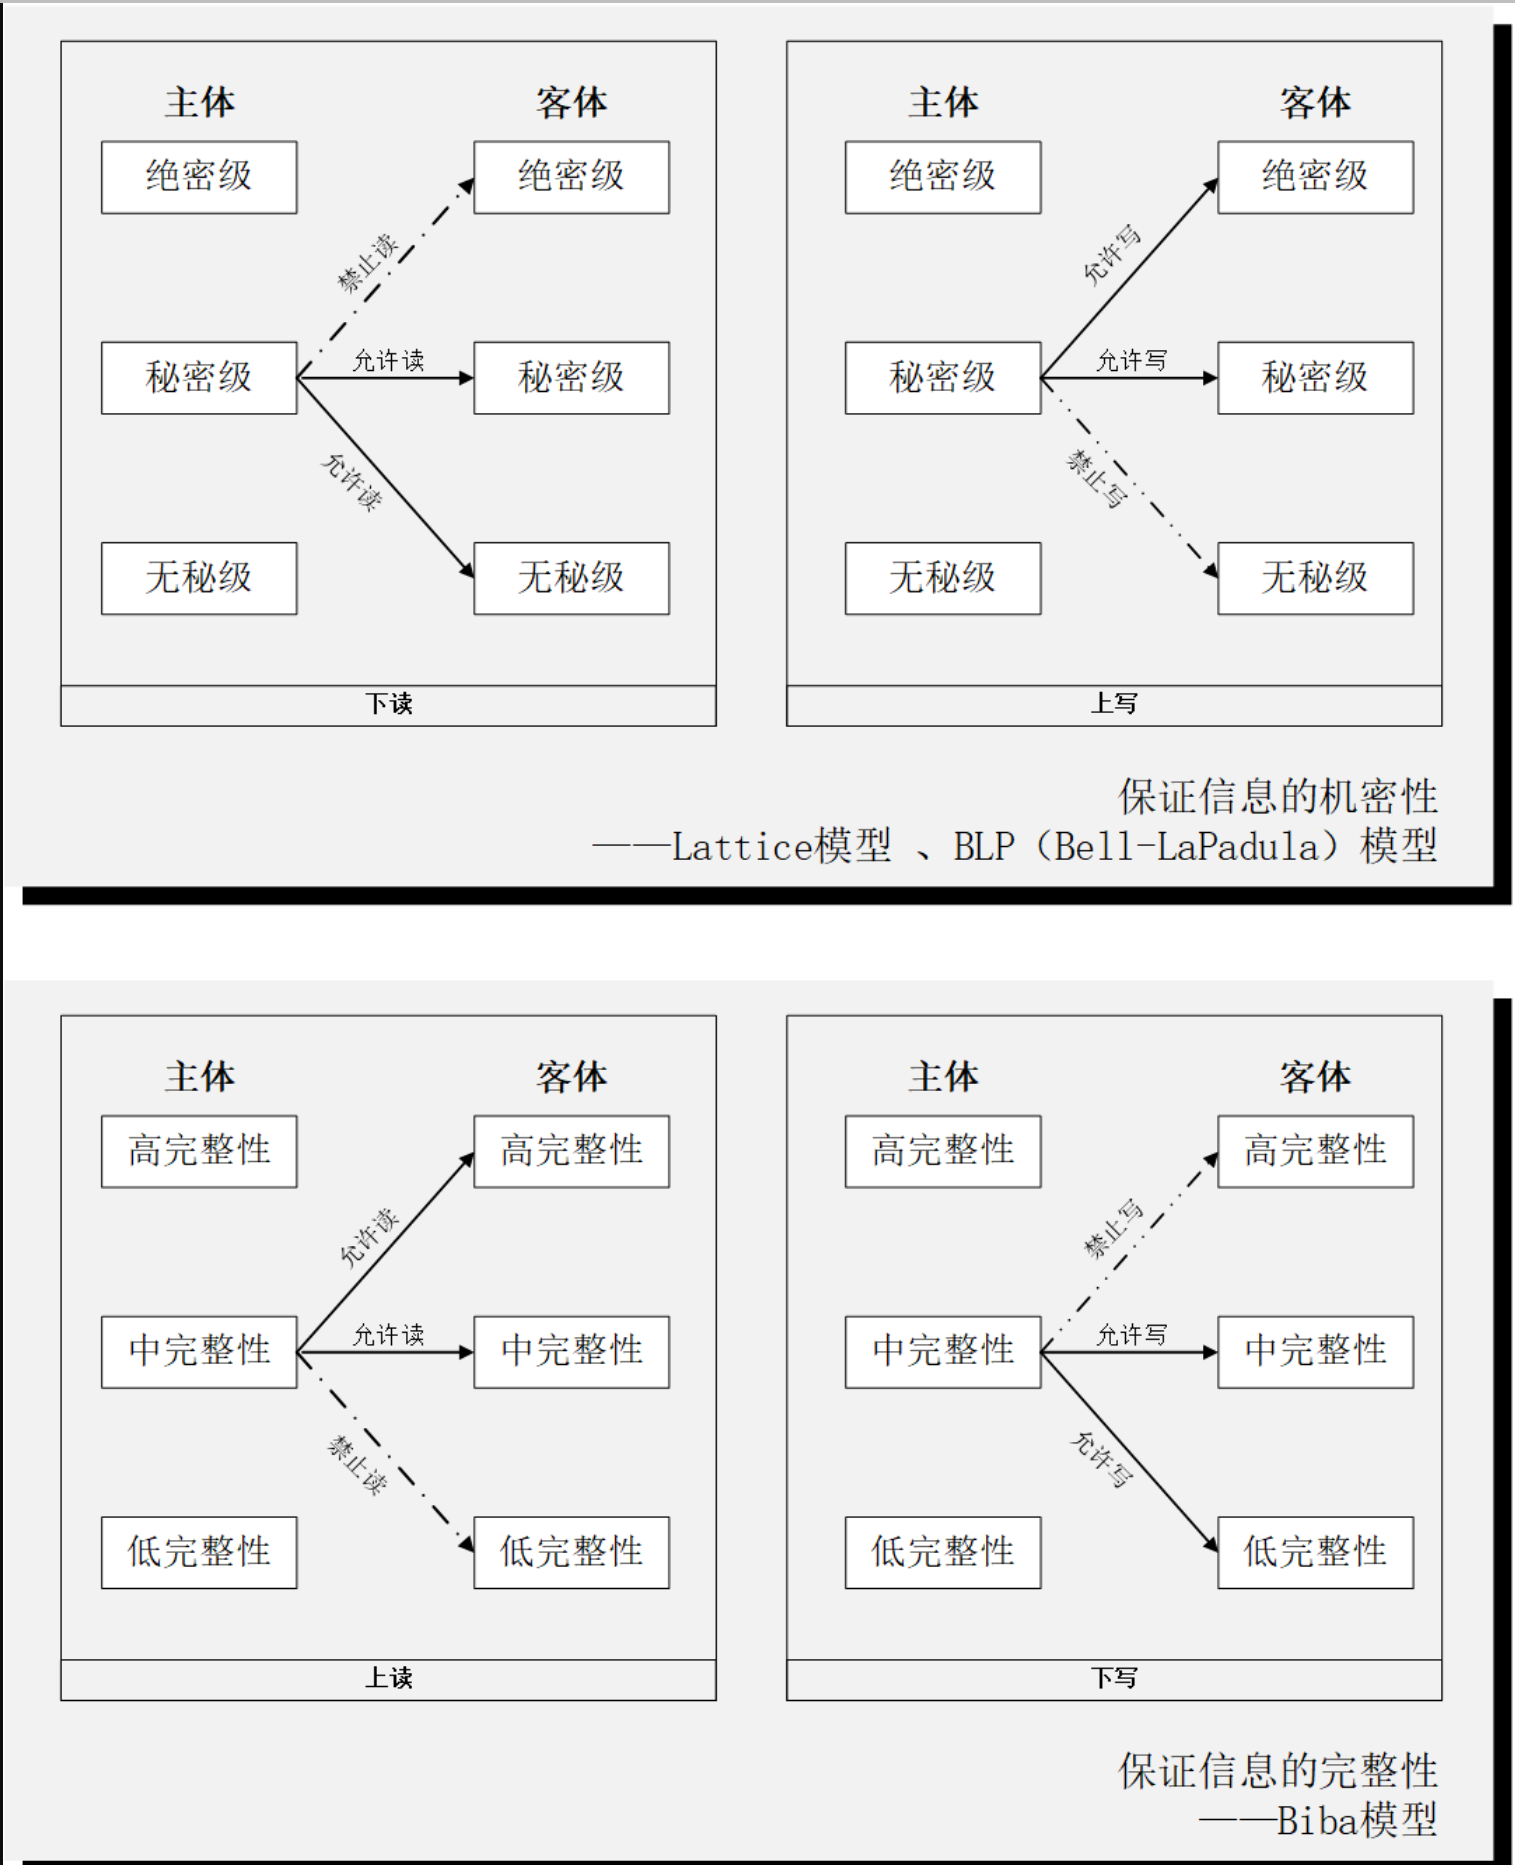 主体 客体
绝密级 绝密级
禁止读
秘密级 允许读 秘密级
允许读
无秘级 无秘级
下读
主体 客体
绝密级 绝密级
允许写
秘密级 允许写 秘密级
禁止写
无秘级 无秘级
上写
保证信息的机密性
——Lattice模型 、BLP（Bell-LaPadula）模型
主体 客体
高完整性 高完整性
允许读
中完整性 允许读 中完整性
禁止读
低完整性 低完整性
上读
主体 客体
高完整性 高完整性
禁止写
中完整性 允许写 中完整性
允许写
低完整性 低完整性
下写
保证信息的完整性
——Biba模型